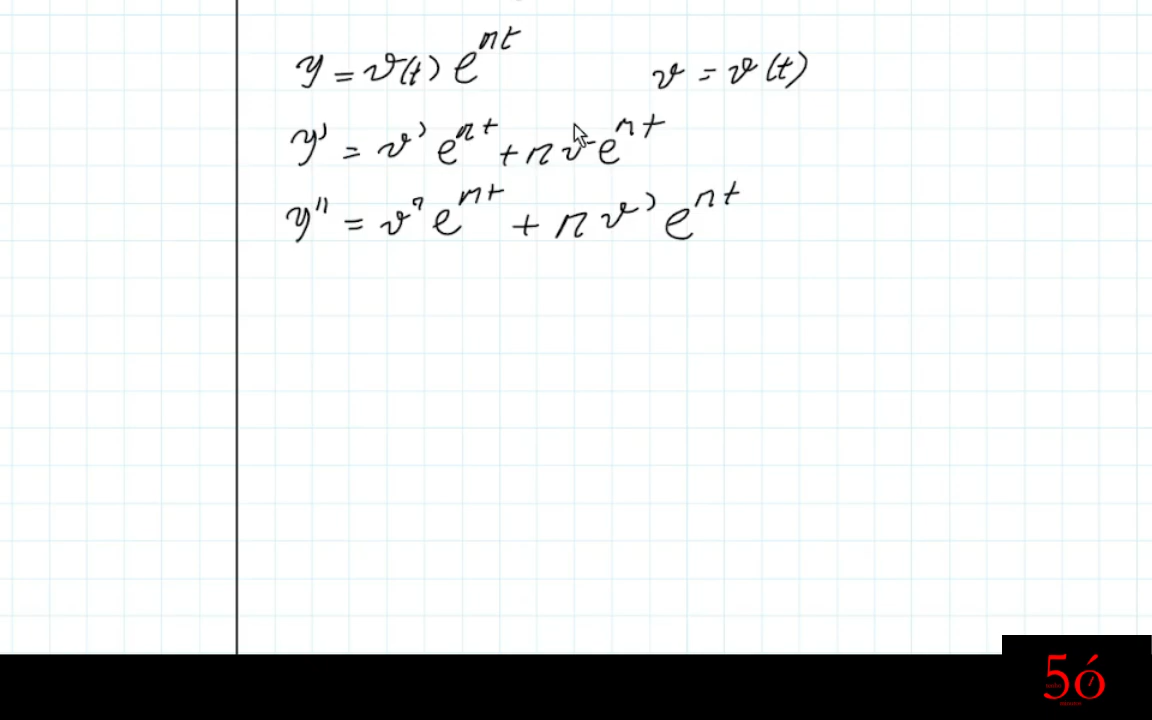 y = v(t) e^{rt} v = v(t)
y' = v' e^{rt} + r v e^{rt}
y'' = v'' e^{rt} + r v' e^{rt}
56